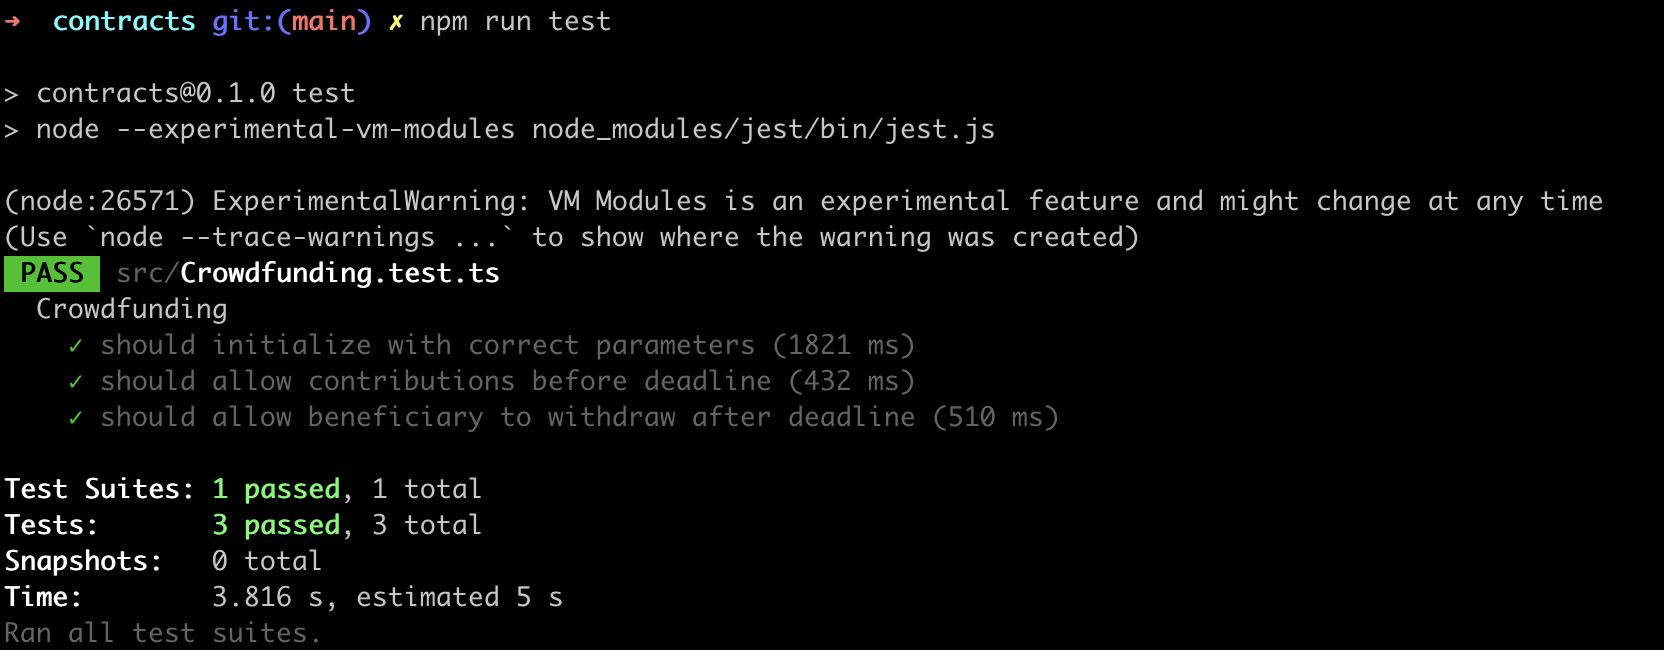 ➜  contracts git:(main) ✗ npm run test
> contracts@0.1.0 test
> node --experimental-vm-modules node_modules/jest/bin/jest.js
(node:26571) ExperimentalWarning: VM Modules is an experimental feature and might change at any time
(Use `node --trace-warnings ...` to show where the warning was created)
PASS src/Crowdfunding.test.ts
Crowdfunding
✓ should initialize with correct parameters (1821 ms)
✓ should allow contributions before deadline (432 ms)
✓ should allow beneficiary to withdraw after deadline (510 ms)
Test Suites: 1 passed, 1 total
Tests: 3 passed, 3 total
Snapshots: 0 total
Time: 3.816 s, estimated 5 s
Ran all test suites.